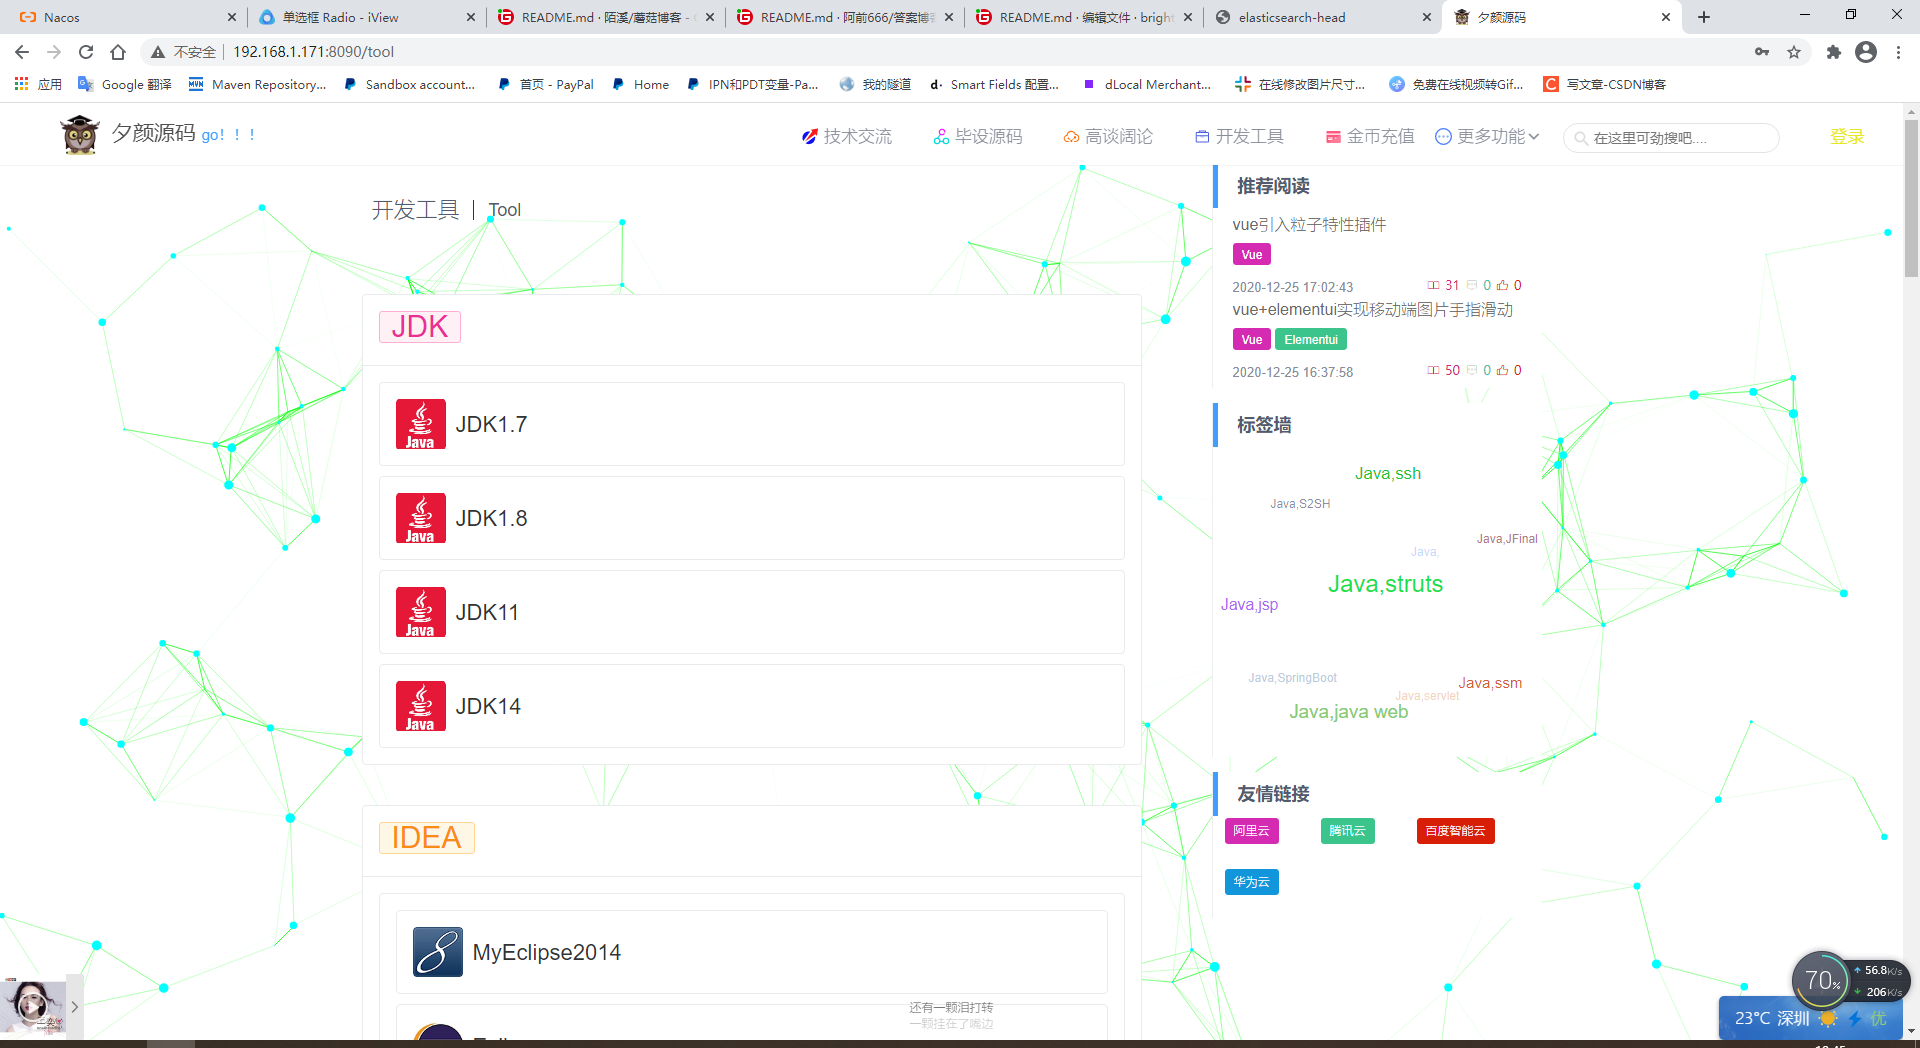 Nacos
单选框 Radio - iView
README.md · 陌溪/蘑菇博客 -
README.md · 阿前666/答案博
README.md · 编辑文件 · bright
elasticsearch-head
夕颜源码
不安全 192.168.1.171:8090/tool
应用 Google 翻译 Maven Repository... Sandbox account... 首页 - PayPal Home IPN和PDT变量-Pa... 我的隧道 Smart Fields 配置... dLocal Merchant... 在线修改图片尺寸... 免费在线视频转Gif... 写文章-CSDN博客
夕颜源码 go！！！ 技术交流 毕设源码 高谈阔论 开发工具 金币充值 更多功能 在这里可劲搜吧.... 登录
开发工具 | Tool
JDK
JDK1.7
JDK1.8
JDK11
JDK14
IDEA
MyEclipse2014
推荐阅读
vue引入粒子特性插件
Vue
2020-12-25 17:02:43 31 0 0
vue+elementui实现移动端图片手指滑动
Vue Elementui
2020-12-25 16:37:58 50 0 0
标签墙
Java,ssh
Java,S2SH
Java,JFinal
Java,
Java,struts
Java,jsp
Java,SpringBoot
Java,ssm
Java,servlet
Java,java web
友情链接
阿里云 腾讯云 百度智能云
华为云
还有一颗泪打转
一颗挂在了嘴边
70%
56.8K/s
206K/s
23°C 深圳 优